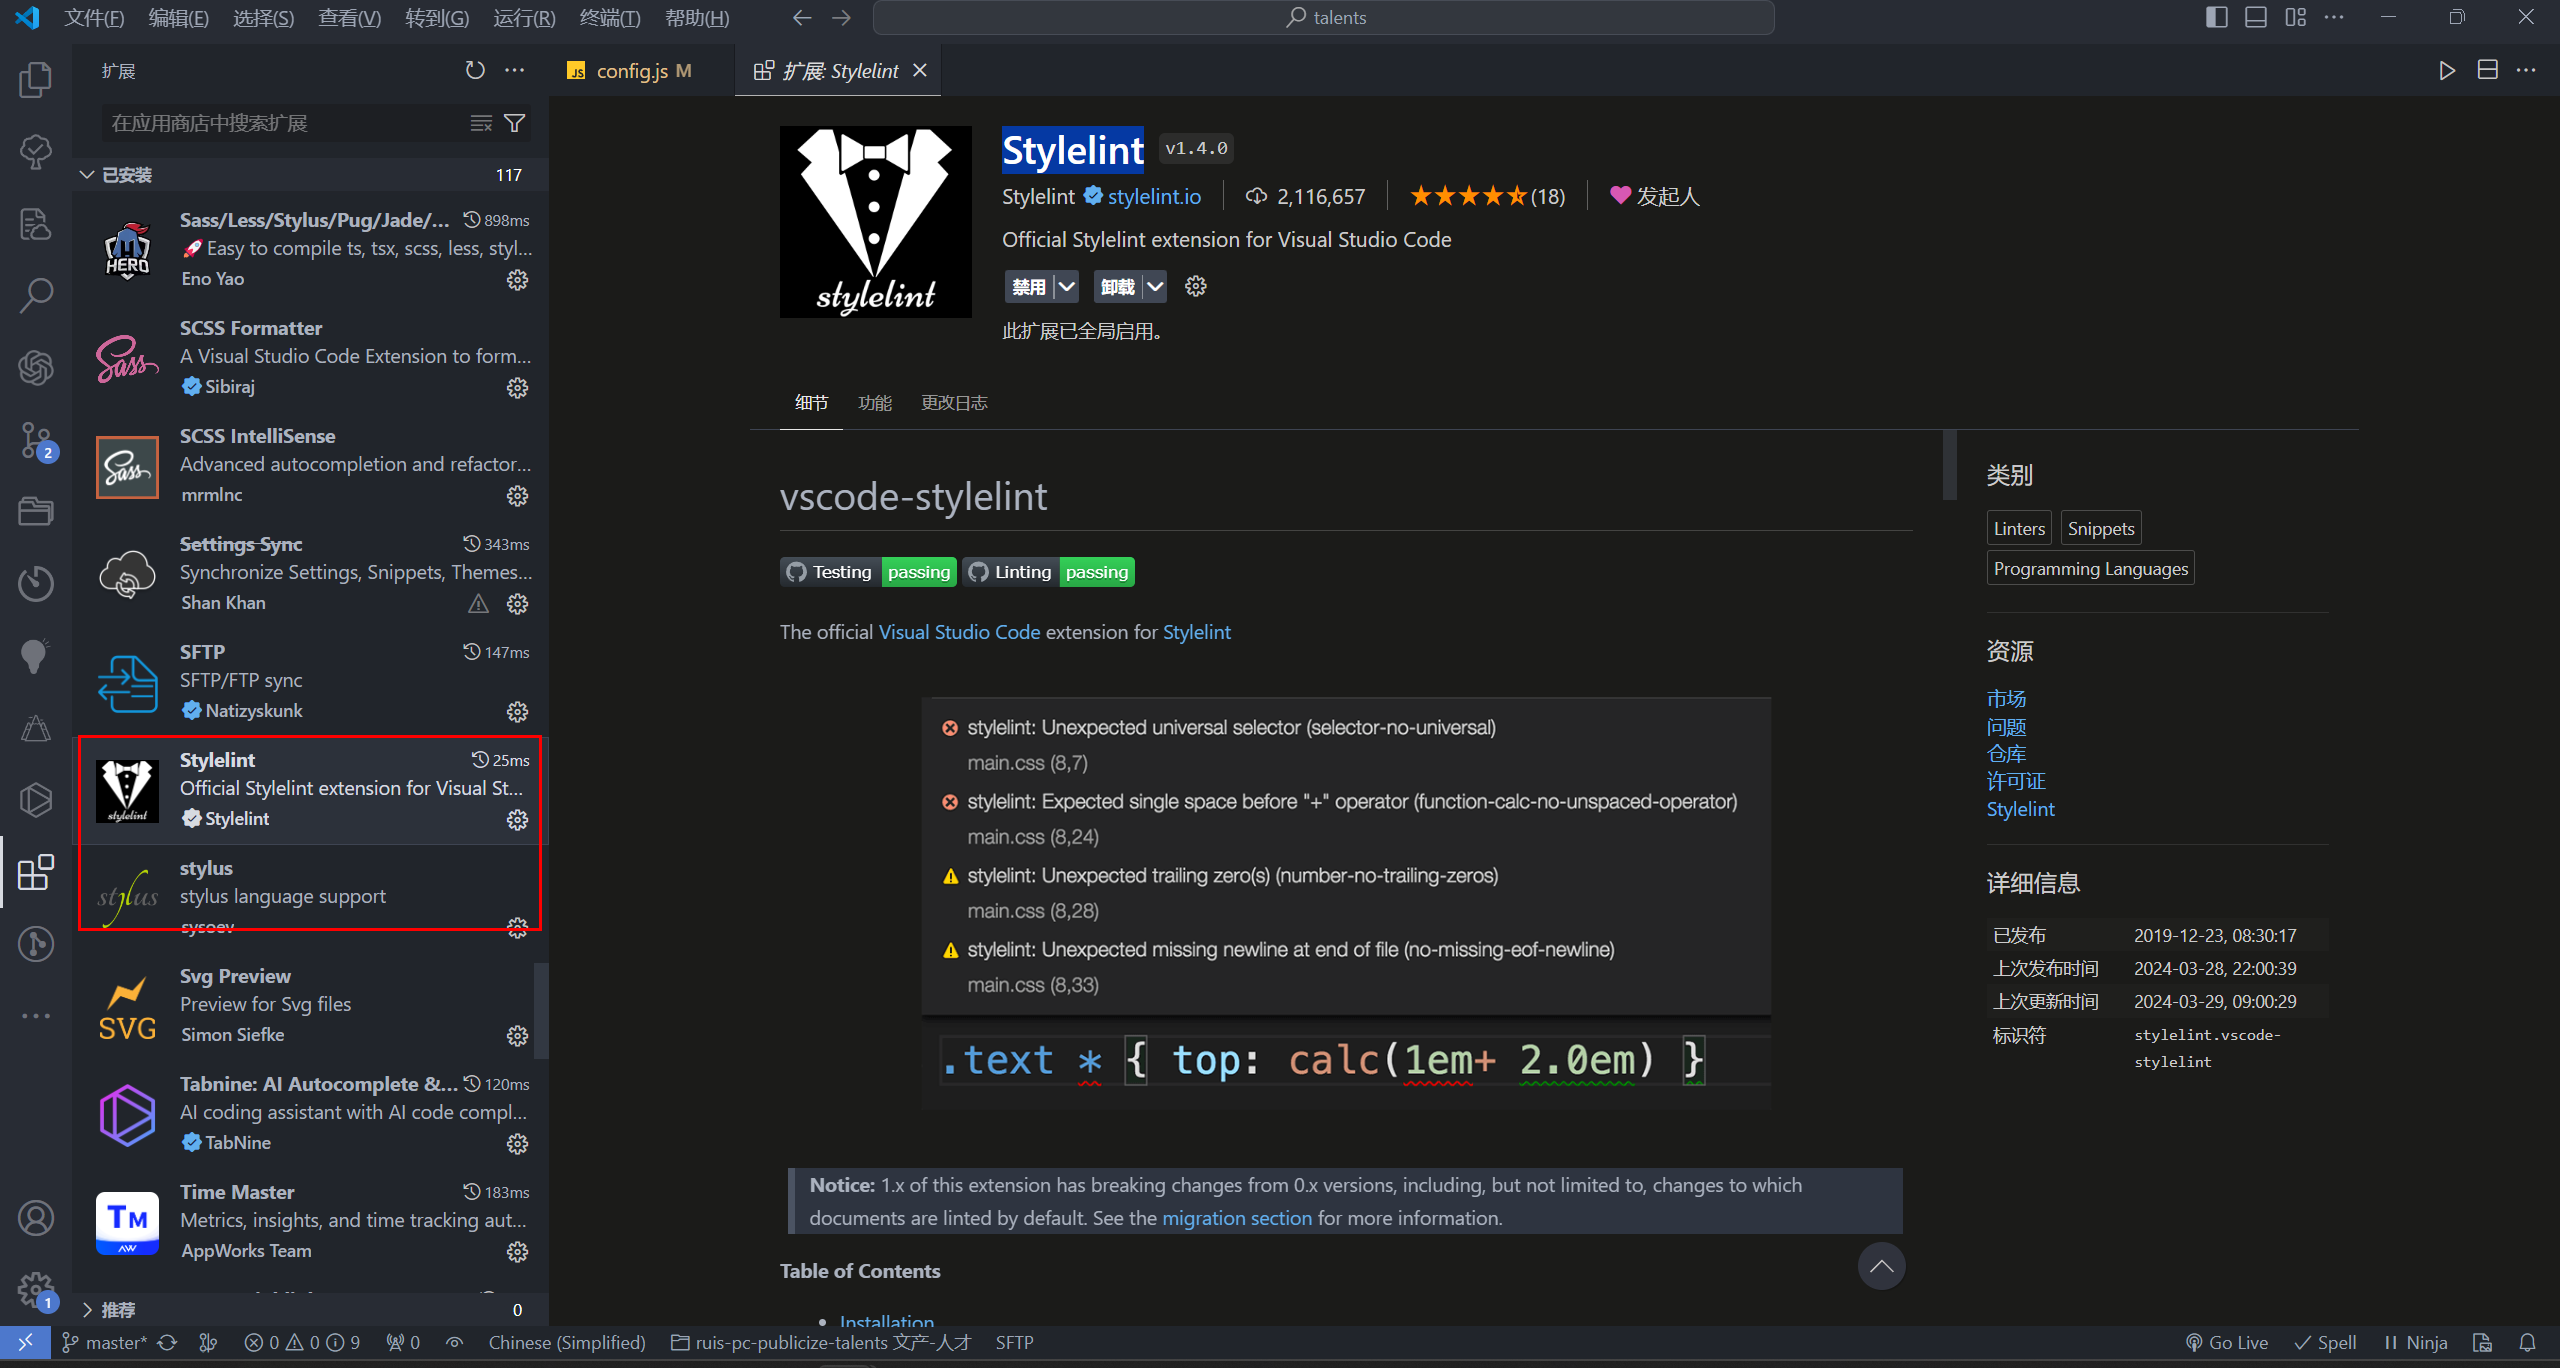 文件(F) 编辑(E) 选择(S) 查看(V) 转到(G) 运行(R) 终端(T) 帮助(H) talents
扩展
config.js M
扩展: Stylelint
在应用商店中搜索扩展
已安装 117
Sass/Less/Stylus/Pug/Jade/... 898ms
🚀 Easy to compile ts, tsx, scss, less, styl...
Eno Yao
HERO
SCSS Formatter
A Visual Studio Code Extension to form...
Sibiraj
Sass
SCSS IntelliSense
Advanced autocompletion and refactor...
mrmlnc
Sass
Settings Sync 343ms
Synchronize Settings, Snippets, Themes...
Shan Khan
SFTP 147ms
SFTP/FTP sync
Natizyskunk
Stylelint 25ms
Official Stylelint extension for Visual St...
Stylelint
stylelint
stylus
stylus language support
sysoev
stylus
Svg Preview
Preview for Svg files
Simon Siefke
SVG
Tabnine: AI Autocomplete &... 120ms
AI coding assistant with AI code compl...
TabNine
Time Master 183ms
Metrics, insights, and time tracking aut...
AppWorks Team
TM
AW
推荐 0
2
1
stylelint
Stylelint v1.4.0
Stylelint stylelint.io 2,116,657 ★★★★⯪(18) 发起人
Official Stylelint extension for Visual Studio Code
禁用 卸载
此扩展已全局启用。
细节 功能 更改日志
vscode-stylelint
Testing passing Linting passing
The official Visual Studio Code extension for Stylelint
stylelint: Unexpected universal selector (selector-no-universal)
main.css (8,7)
stylelint: Expected single space before "+" operator (function-calc-no-unspaced-operator)
main.css (8,24)
stylelint: Unexpected trailing zero(s) (number-no-trailing-zeros)
main.css (8,28)
stylelint: Unexpected missing newline at end of file (no-missing-eof-newline)
main.css (8,33)
.text * { top: calc(1em+ 2.0em) }
Notice: 1.x of this extension has breaking changes from 0.x versions, including, but not limited to, changes to which
documents are linted by default. See the migration section for more information.
Table of Contents
• Installation
类别
Linters Snippets
Programming Languages
资源
市场
问题
仓库
许可证
Stylelint
详细信息
已发布 2019-12-23, 08:30:17
上次发布时间 2024-03-28, 22:00:39
上次更新时间 2024-03-29, 09:00:29
标识符 stylelint.vscode-
stylelint
master* 0 0 9 0 Chinese (Simplified) ruis-pc-publicize-talents 文产-人才 SFTP Go Live Spell Ninja